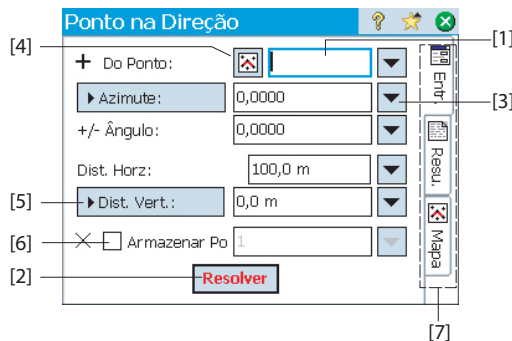 Ponto na Direção
[4]
[1]
+ Do Ponto:
Entr.
Azimute: 0,0000
[3]
+/- Ângulo: 0,0000
Resu.
Dist. Horz: 100,0 m
[5]
Dist. Vert.: 0,0 m
Mapa
[6]
Armazenar Po 1
[2]
Resolver
[7]